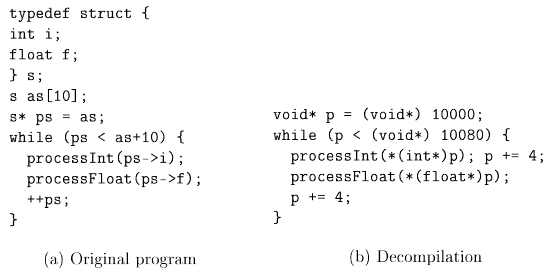 typedef struct {
int i;
float f;
} s;
s as[10];
s* ps = as;
while (ps < as+10) {
  processInt(ps->i);
  processFloat(ps->f);
  ++ps;
}
(a) Original program
void* p = (void*) 10000;
while (p < (void*) 10080) {
  processInt(*(int*)p); p += 4;
  processFloat(*(float*)p);
  p += 4;
}
(b) Decompilation